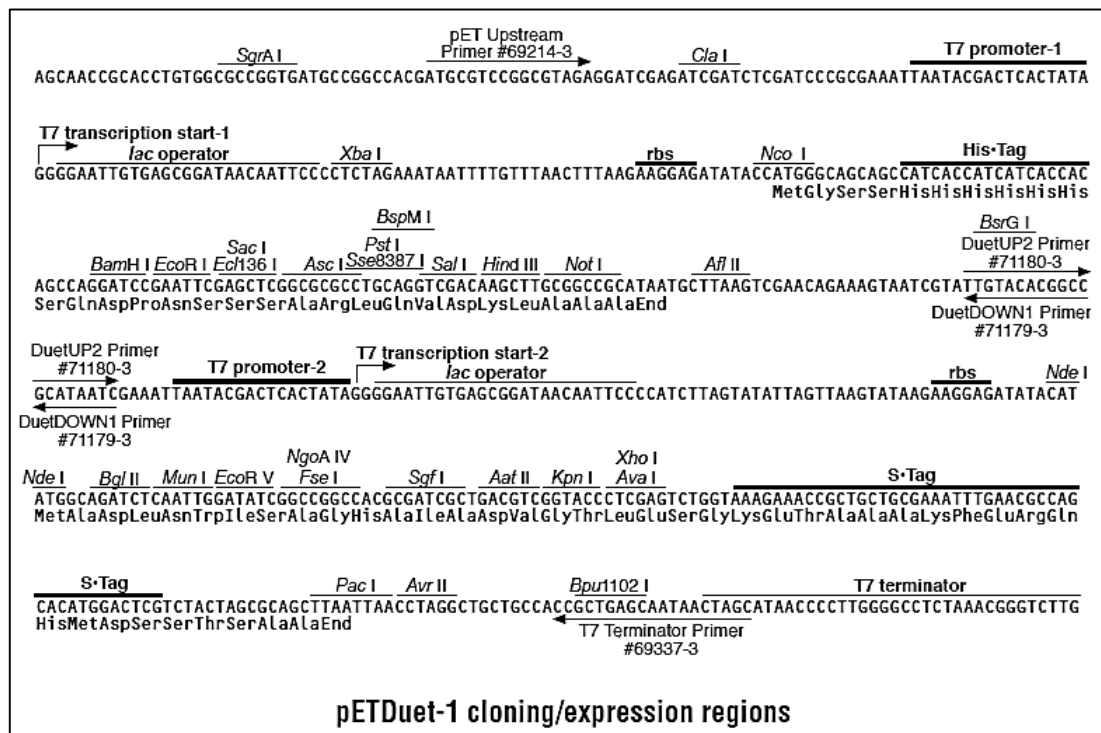 pET Upstream
SgrA I Primer #69214-3 Cla I T7 promoter-1
AGCAACCGCACCTGTGGCGCCGGTGATGCCGGCCACGATGCGTCCGGCGTAGAGGATCGAGATCGATCTCGATCCCGCGAAATTAATACGACTCACTATA
T7 transcription start-1
lac operator Xba I rbs Nco I His•Tag
GGGGAATTGTGAGCGGATAACAATTCCCCTCTAGAAATAATTTTGTTTAACTTTAAGAAGGAGATATACCATGGGCAGCAGCCATCACCATCATCACCAC
MetGlySerSerHisHisHisHisHisHis
BspM I BsrG I
Sac I Pst I DuetUP2 Primer
BamH I EcoR I Ecl136 I Asc I Sse8387 I Sal I Hind III Not I Afl II #71180-3
AGCCAGGATCCGAATTCGAGCTCGGCGCGCCTGCAGGTCGACAAGCTTGCGGCCGCATAATGCTTAAGTCGAACAGAAAGTAATCGTATTGTACACGGCC
SerGlnAspProAsnSerSerSerAlaArgLeuGlnValAspLysLeuAlaAlaAlaEnd
DuetDOWN1 Primer
#71179-3
DuetUP2 Primer T7 transcription start-2
#71180-3 T7 promoter-2 lac operator rbs Nde I
GCATAATCGAAATTAATACGACTCACTATAGGGGAATTGTGAGCGGATAACAATTCCCCATCTTAGTATATTAGTTAAGTATAAGAAGGAGATATACAT
DuetDOWN1 Primer
#71179-3
NgoA IV Xho I
Nde I Bgl II Mun I EcoR V Fse I Sgf I Aat II Kpn I Ava I S•Tag
ATGGCAGATCTCAATTGGATATCGGCCGGCCACGCGATCGCTGACGTCGGTACCCTCGAGTCTGGTAAAGAAACCGCTGCTGCGAAATTTGAACGCCAG
MetAlaAspLeuAsnTrpIleSerAlaGlyHisAlaIleAlaAspValGlyThrLeuGluSerGlyLysGluThrAlaAlaAlaLysPheGluArgGln
S•Tag Pac I Avr II Bpu1102 I T7 terminator
CACATGGACTCGTCTACTAGCGCAGCTTAATTAACCTAGGCTGCTGCCACCGCTGAGCAATAACTAGCATAACCCCTTGGGGCCTCTAAACGGGTCTTG
HisMetAspSerSerThrSerAlaAlaEnd
T7 Terminator Primer
#69337-3
pETDuet-1 cloning/expression regions